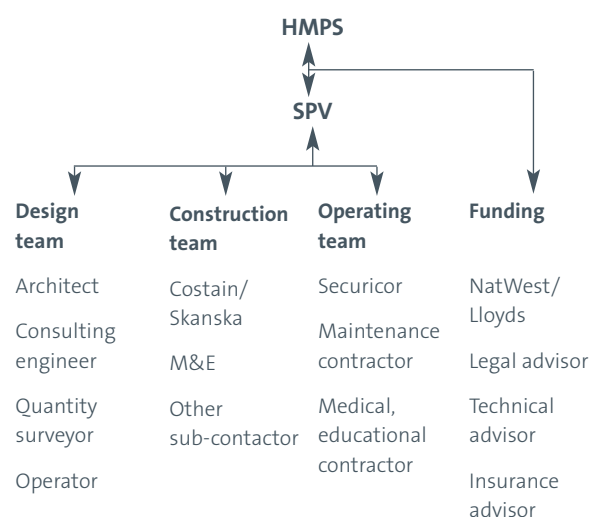 HMPS
SPV
Design
team
Architect
Consulting
engineer
Quantity
surveyor
Operator
Construction
team
Costain/
Skanska
M&E
Other
sub-contactor
Operating
team
Securicor
Maintenance
contractor
Medical,
educational
contractor
Funding
NatWest/
Lloyds
Legal advisor
Technical
advisor
Insurance
advisor